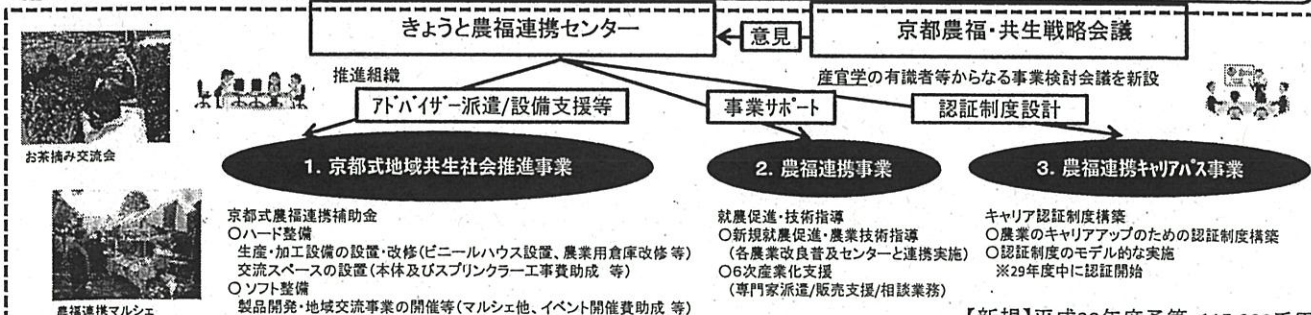 きょうと農福連携センター
意見
京都農福・共生戦略会議
推進組織
産官学の有識者等からなる事業検討会議を新設
アドバイザー派遣/設備支援等
事業サポート
認証制度設計
お茶摘み交流会
1. 京都式地域共生社会推進事業
2. 農福連携事業
3. 農福連携キャリアパス事業
京都式農福連携補助金
○ハード整備
生産・加工設備の設置・改修(ビニールハウス設置、農業用倉庫改修 等)
交流スペースの設置(本体及びスプリンクラー工事費助成 等)
○ソフト整備
製品開発・地域交流事業の開催等(マルシェ他、イベント開催費助成 等)
就農促進・技術指導
○新規就農促進・農業技術指導
(各農業改良普及センターと連携実施)
○6次産業化支援
(専門家派遣/販売支援/相談業務)
キャリア認証制度構築
○農業のキャリアアップのための認証制度構築
○認証制度のモデル的な実施
※29年度中に認証開始
農福連携マルシェ